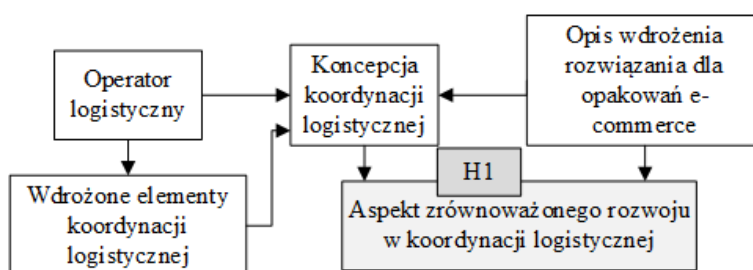 Operator
logistyczny
Koncepcja
koordynacji
logistycznej
Opis wdrożenia
rozwiązania dla
opakowań e-
commerce
Wdrożone elementy
koordynacji
logistycznej
H1
Aspekt zrównoważonego rozwoju
w koordynacji logistycznej